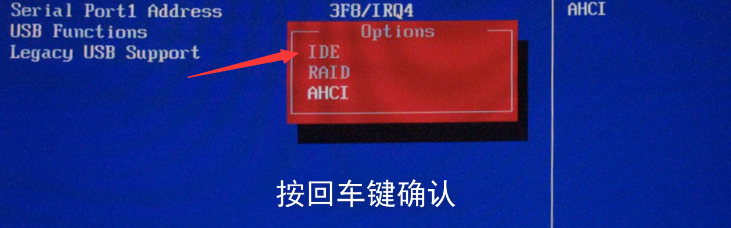 Serial Port1 Address 3F8/IRQ4 AHCI
USB Functions
Options
Legacy USB Support
IDE
RAID
AHCI
按回车键确认